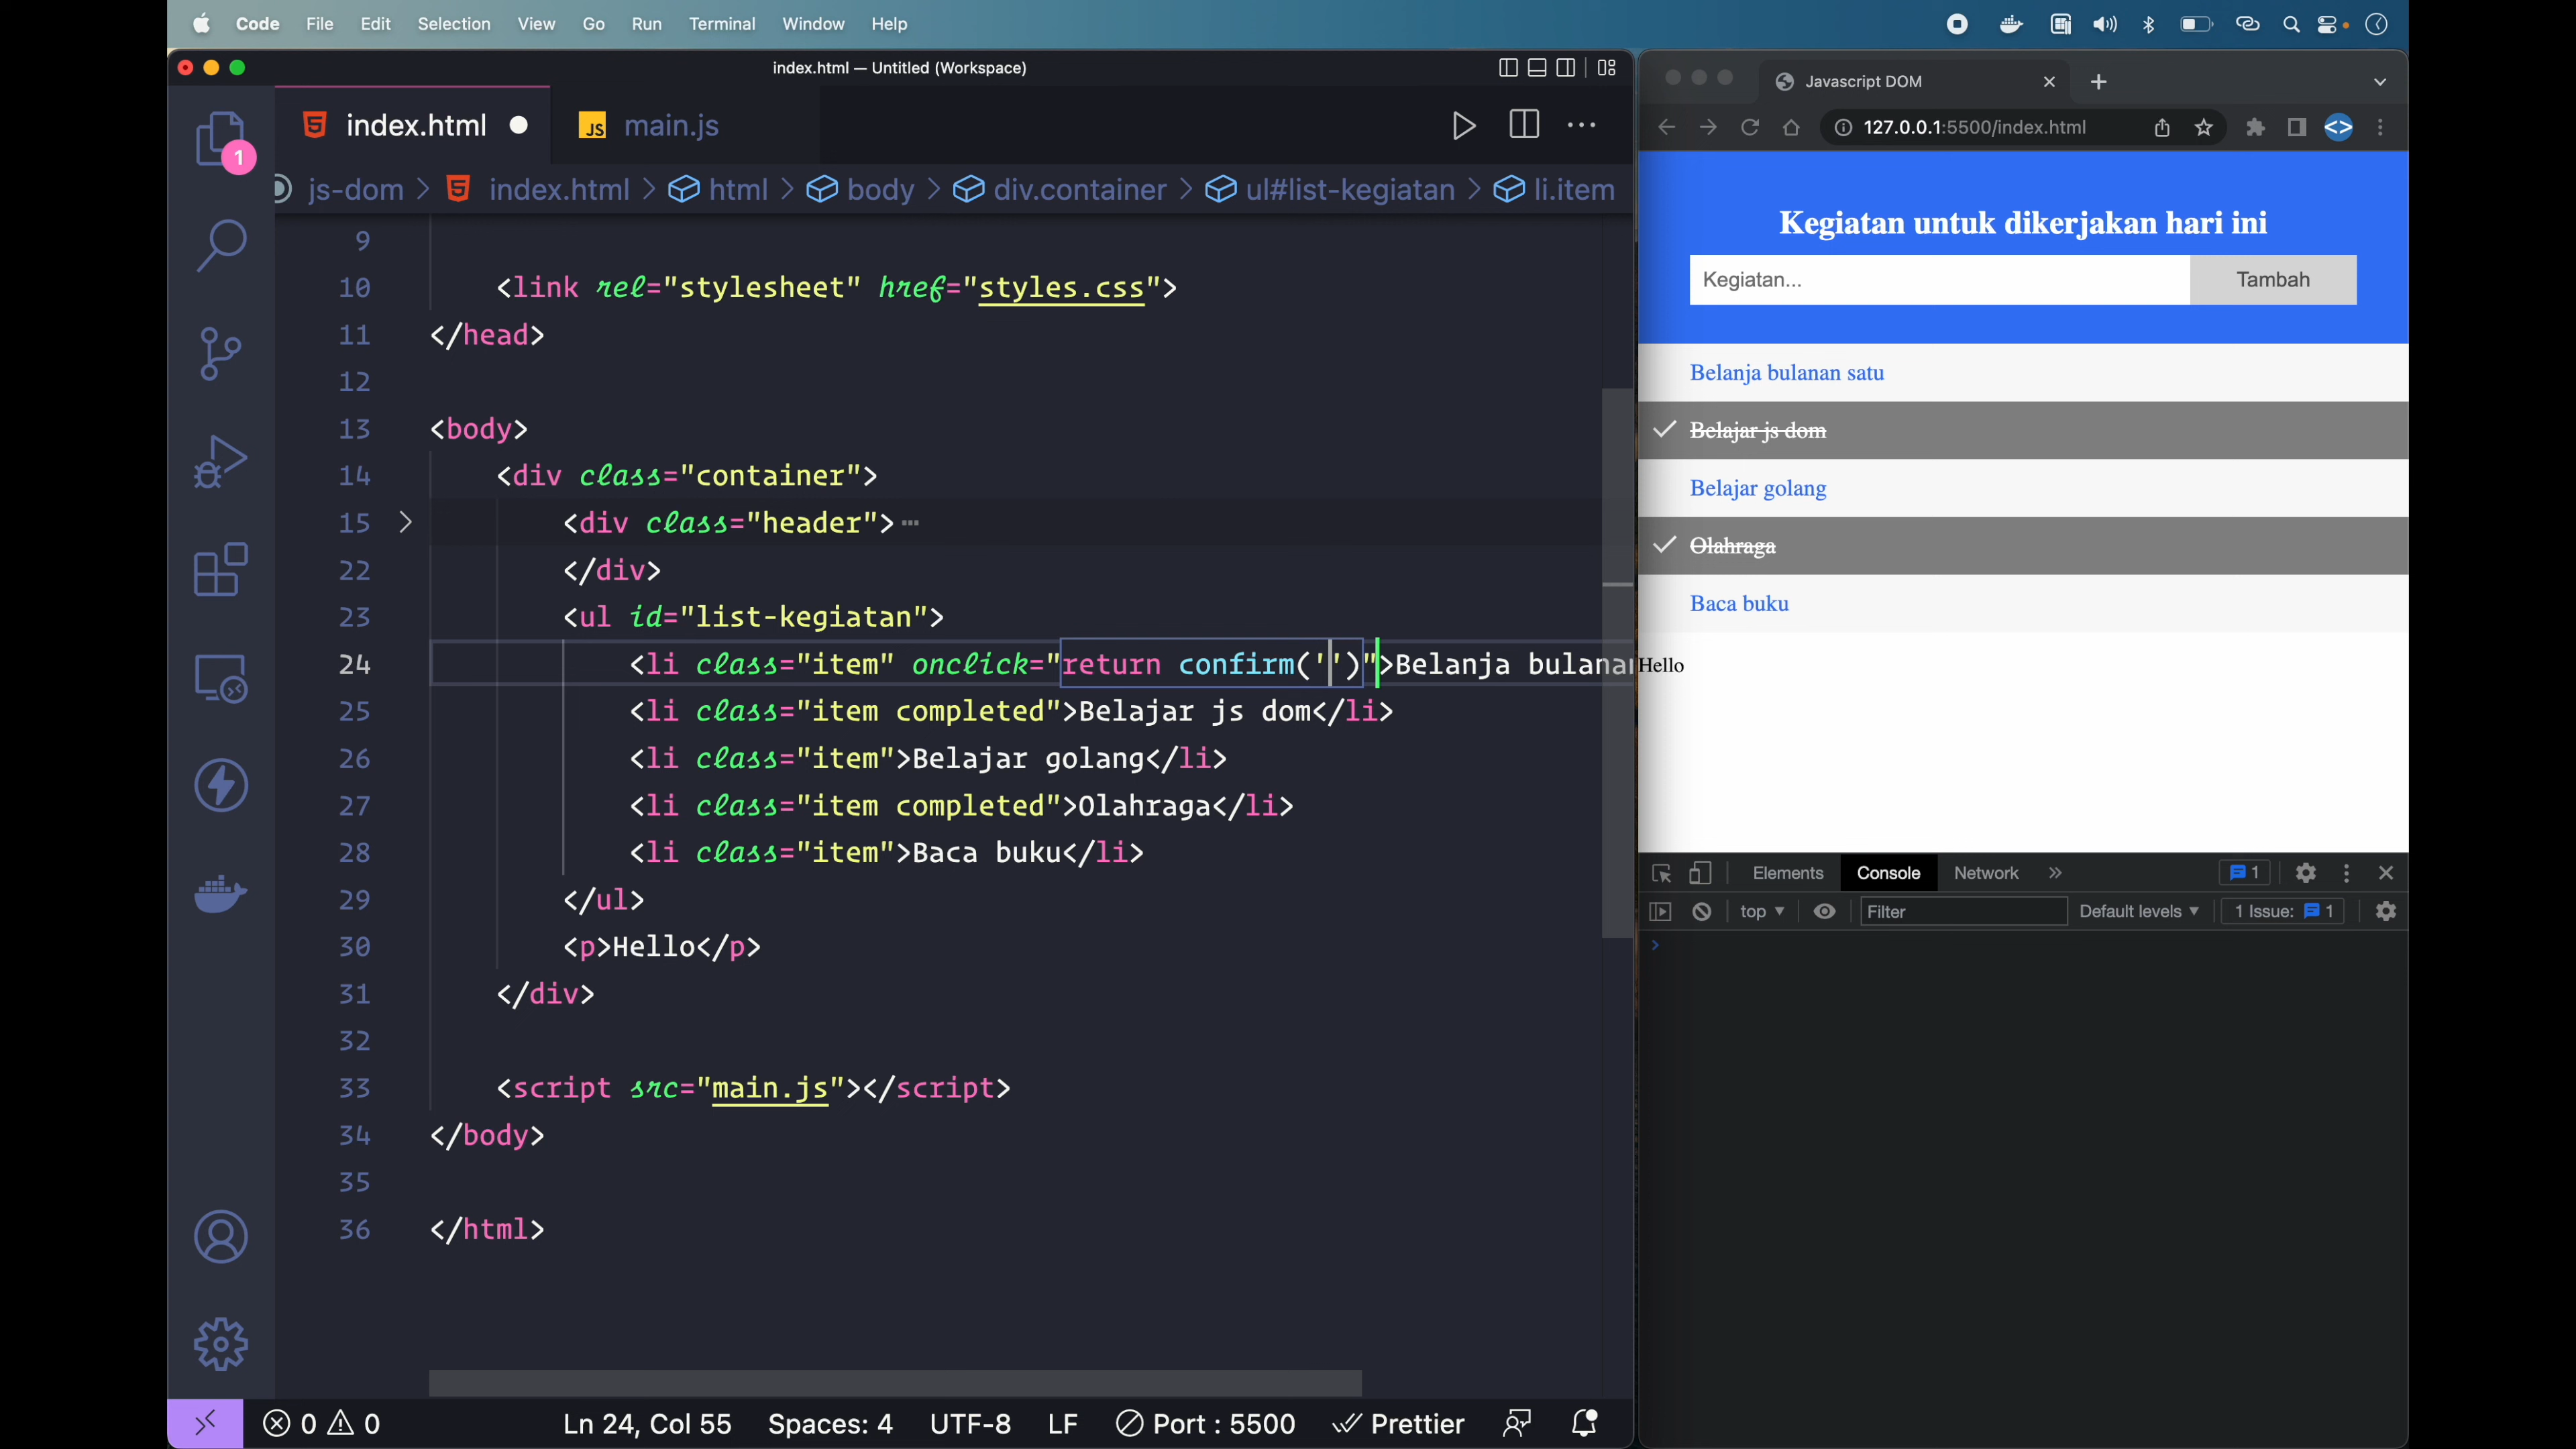 Code File Edit Selection View Go Run Terminal Window Help
index.html — Untitled (Workspace)
index.html
JS main.js
1
js-dom > index.html > html > body > div.container > ul#list-kegiatan > li.item
9
10 <link rel="stylesheet" href="styles.css">
11 </head>
12
13 <body>
14 <div class="container">
15 <div class="header">
22 </div>
23 <ul id="list-kegiatan">
24 <li class="item" onclick="return confirm('')">Belanja bulanan
25 <li class="item completed">Belajar js dom</li>
26 <li class="item">Belajar golang</li>
27 <li class="item completed">Olahraga</li>
28 <li class="item">Baca buku</li>
29 </ul>
30 <p>Hello</p>
31 </div>
32
33 <script src="main.js"></script>
34 </body>
35
36 </html>
0 0 Ln 24, Col 55 Spaces: 4 UTF-8 LF Port : 5500 Prettier
Javascript DOM
127.0.0.1:5500/index.html
Kegiatan untuk dikerjakan hari ini
Kegiatan... Tambah
Belanja bulanan satu
Belajar js dom
Belajar golang
Olahraga
Baca buku
Hello
Elements Console Network 1
top Filter Default levels 1 Issue: 1